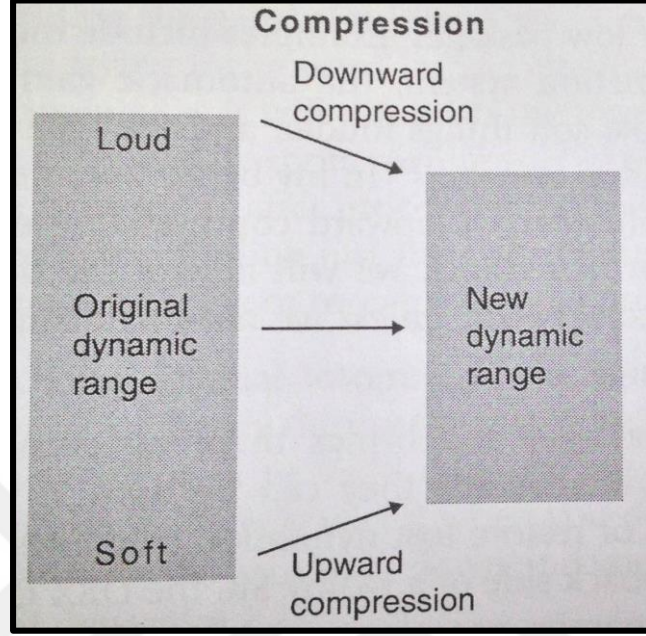 Compression
Downward
compression
Loud
Original
dynamic
range
New
dynamic
range
Soft
Upward
compression